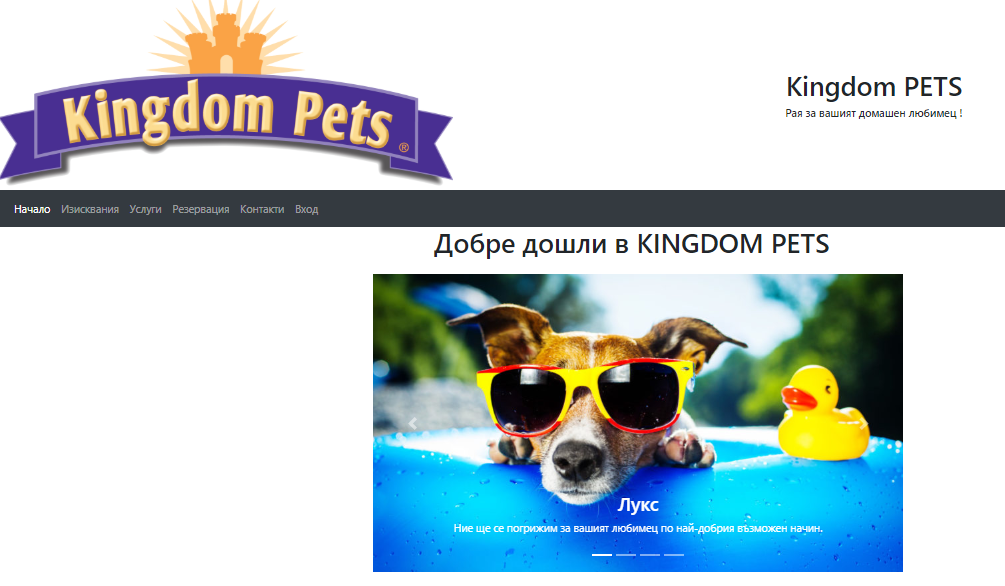 Kingdom Pets ®
Kingdom PETS
Рая за вашият домашен любимец !
Начало Изисквания Услуги Резервация Контакти Вход
Добре дошли в KINGDOM PETS
Лукс
Ние ще се погрижим за вашият любимец по най-добрия възможен начин.